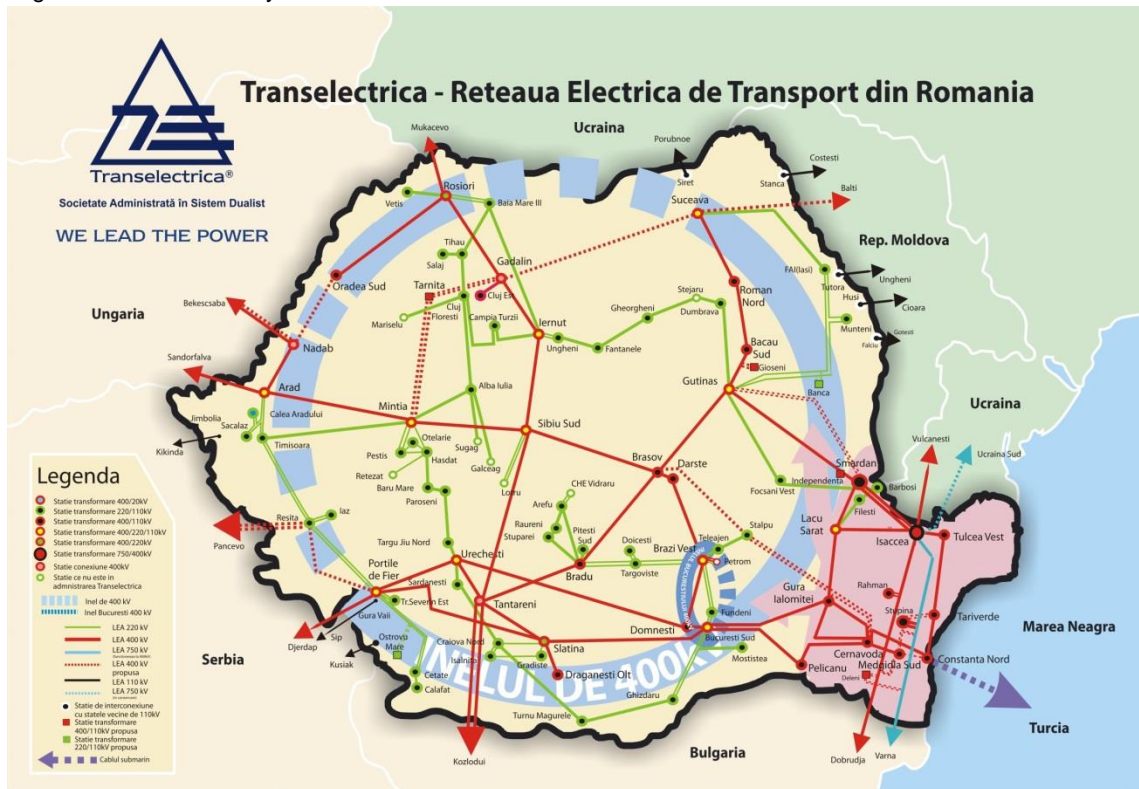 Transelectrica - Reteaua Electrica de Transport din Romania
Transelectrica®
Societate Administrată în Sistem Dualist
WE LEAD THE POWER
Ucraina
Mukacevo
Porubnoe
Siret
Costesti
Stanca
Balti
Rep. Moldova
Rosiori
Vetis
Baia Mare III
Suceava
Tihau
Salaj
Gadalin
Oradea Sud
Tarnita
Cluj Est
Cluj
Floresti
Campia Turzii
Mariselu
Iernut
Ungheni
Fantanele
Gheorgheni
Stejaru
Dumbrava
Roman
Nord
FAI(Iasi)
Tutora
Ungheni
Husi
Cioara
Munteni
Falciu
Gotesti
Bacau
Sud
Gioseni
Gutinas
Banca
Bekescsaba
Ungaria
Nadab
Sandorfalva
Arad
Calea Aradului
Jimbolia
Sacalaz
Kikinda
Timisoara
Mintia
Alba Iulia
Otelarie
Pestis
Hasdat
Retezat
Baru Mare
Paroseni
Sugag
Galceag
Lotru
Sibiu Sud
Brasov
Darste
CHE Vidraru
Arefu
Raureni
Stuparei
Pitesti
Sud
Bradu
Doicesti
Targoviste
Brazi Vest
Teleajen
Stalpu
Petrom
Fundeni
Focsani Vest
Smardan
Independenta
Barbosi
Filesti
Lacu
Sarat
Vulcanesti
Ucraina Sud
Ucraina
Isaccea
Tulcea Vest
Rahman
Stupina
Tariverde
Gura
Ialomitei
Cernavoda
Medgidia Sud
Deleni
Constanta Nord
Marea Neagra
Turcia
Pelicanu
Domnesti
Bucuresti Sud
Mostistea
Ghizdaru
Turnu Magurele
Draganesti Olt
Slatina
Gradiste
Craiova Nord
Isalnita
Tantareni
Urechesti
Targu Jiu Nord
Sardanesti
Portile
de Fier
Tr.Severin Est
Gura Vaii
Ostrovu
Mare
Cetate
Calafat
Resita
Iaz
Pancevo
Djerdap
Sip
Kusiak
Serbia
Kozlodui
Bulgaria
Dobrudja
Varna
INELUL DE 400KV
Legenda
Statie transformare 400/20kV
Statie transformare 220/110kV
Statie transformare 400/110kV
Statie transformare 400/220/110kV
Statie transformare 400/220kV
Statie transformare 750/400kV
Statie conexiune 400kV
Statie ce nu este in
admnistrarea Transelectrica
Inel de 400 kV
Inel Bucuresti 400 kV
LEA 220 kV
LEA 400 kV
LEA 750 kV
LEA 400 kV
propusa
LEA 110 kV
LEA 750 kV
Statie de interconexiune
cu statele vecine de 110kV
Statie transformare
400/110kV propusa
Statie transformare
220/110kV propusa
Cablul submarin